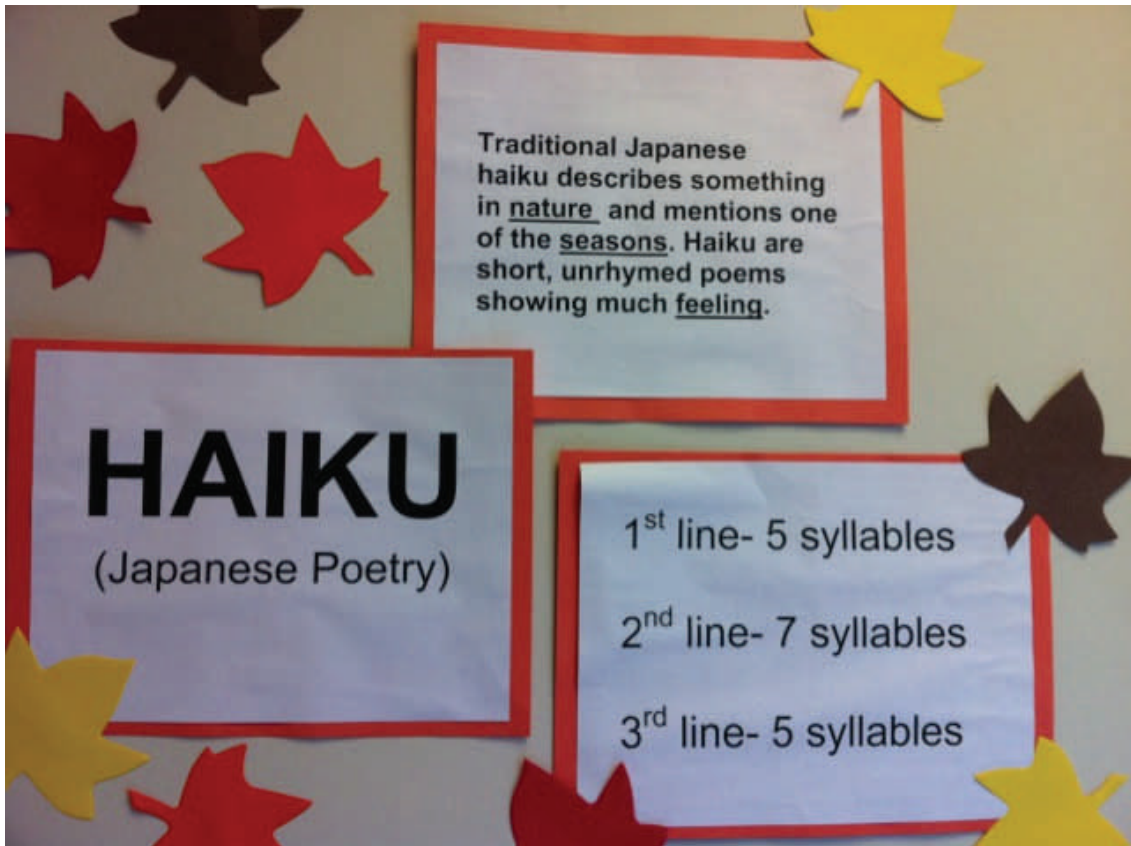 Traditional Japanese
haiku describes something
in nature and mentions one
of the seasons. Haiku are
short, unrhymed poems
showing much feeling.
HAIKU
(Japanese Poetry)
1st line- 5 syllables
2nd line- 7 syllables
3rd line- 5 syllables